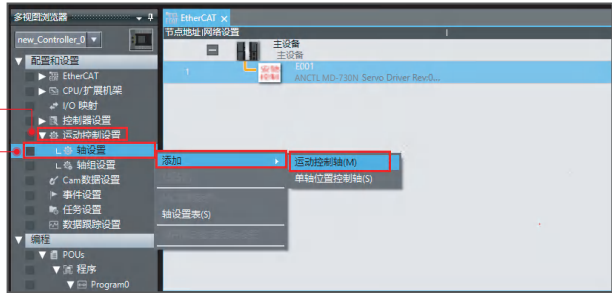 多视图浏览器
EtherCAT
new_Controller_0
节点地址|网络设置
主设备
主设备
1
E001
ANCTL MD-730N Servo Driver Rev:0...
配置和设置
EtherCAT
CPU/扩展机架
I/O 映射
控制器设置
运动控制设置
轴设置
轴组设置
Cam数据设置
事件设置
任务设置
数据跟踪设置
添加
轴设置表(S)
运动控制轴(M)
单轴位置控制轴(S)
编程
POUs
程序
Program0